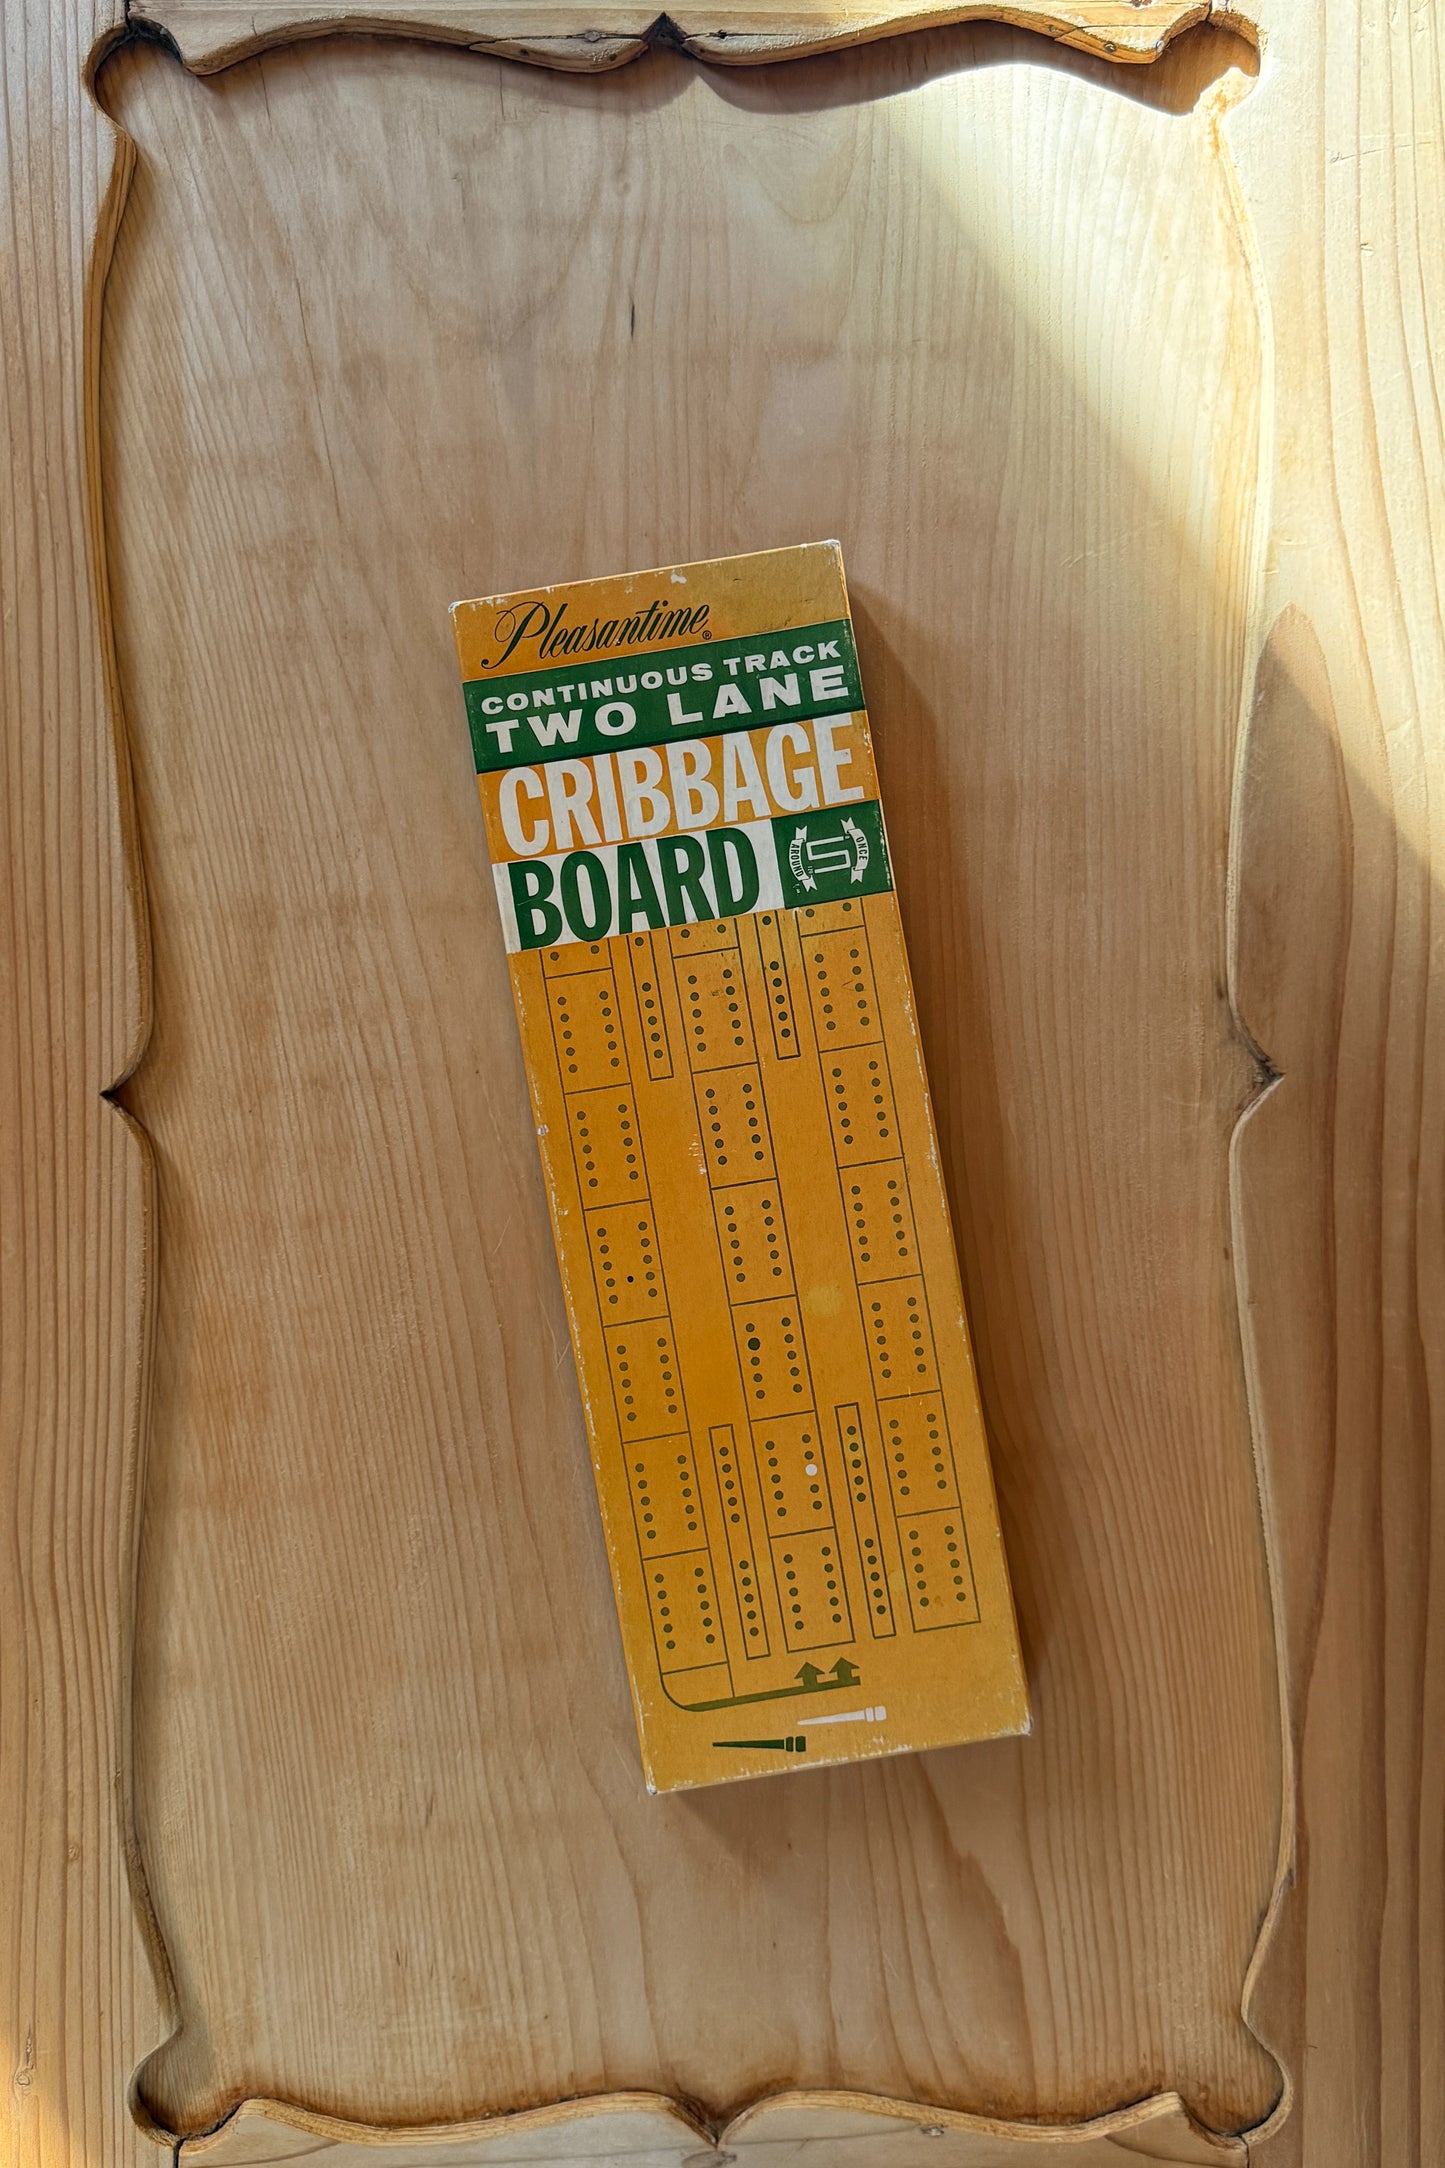 Pleasantime®
CONTINUOUS TRACK
TWO LANE
CRIBBAGE
BOARD
AROUND
S
ONCE